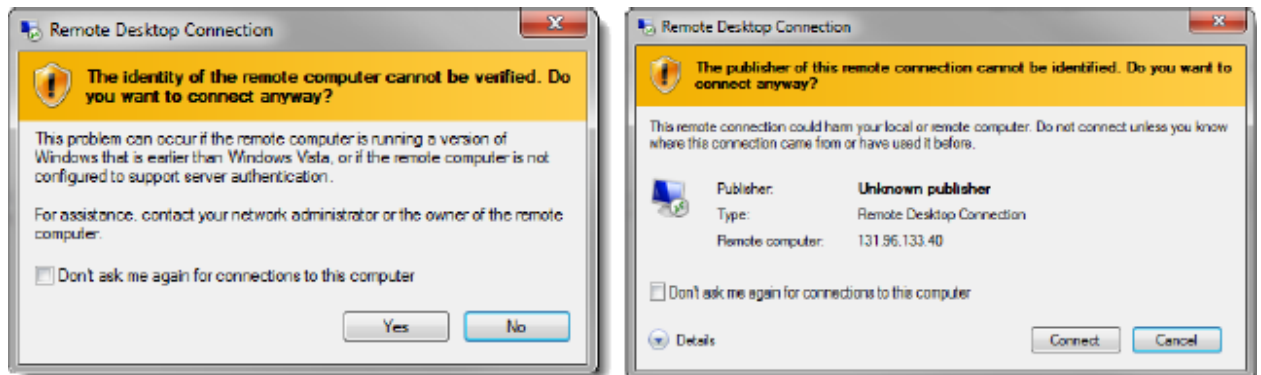 Remote Desktop Connection
The identity of the remote computer cannot be verified. Do
you want to connect anyway?
This problem can occur if the remote computer is running a version of
Windows that is earlier than Windows Vista, or if the remote computer is not
configured to support server authentication.
For assistance, contact your network administrator or the owner of the remote
computer.
Don't ask me again for connections to this computer
Yes
No
Remote Desktop Connection
The publisher of this remote connection cannot be identified. Do you want to
connect anyway?
This remote connection could harm your local or remote computer. Do not connect unless you know
where this connection came from or have used it before.
Publisher: Unknown publisher
Type: Remote Desktop Connection
Remote computer: 131.96.133.40
Don't ask me again for connections to this computer
Details
Connect
Cancel